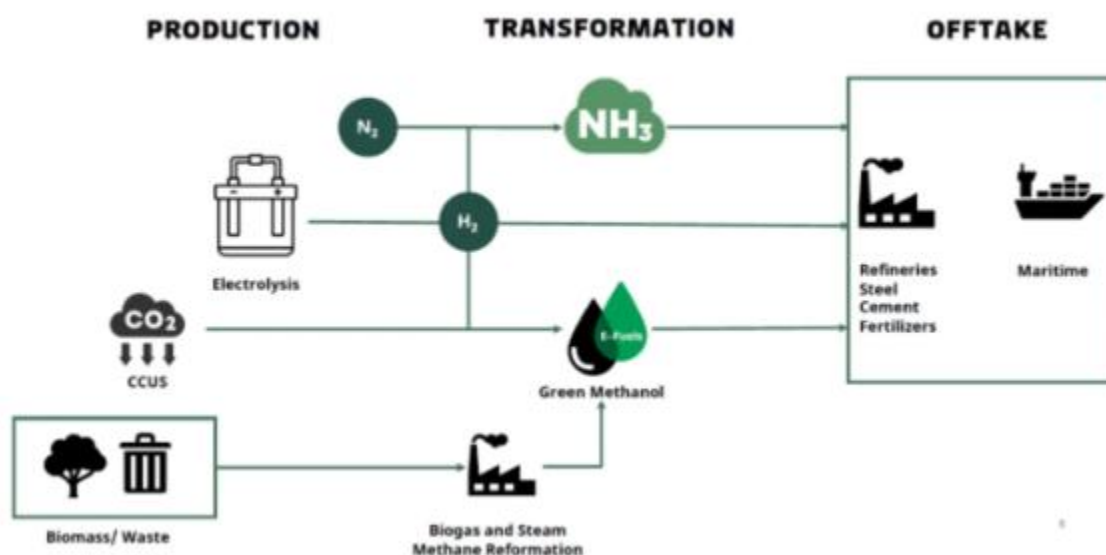 PRODUCTION
TRANSFORMATION
OFFTAKE
N₂
NH₃
H₂
Electrolysis
Refineries
Steel
Cement
Fertilizers
Maritime
CO₂
CCUS
E-Fuels
Green Methanol
Biomass/ Waste
Biogas and Steam
Methane Reformation